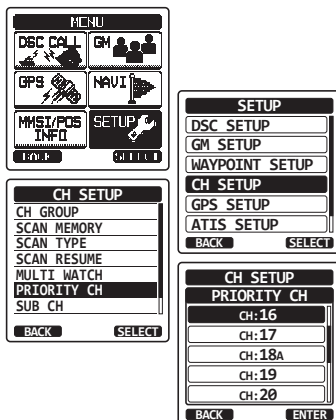 MENU
DSC CALL
GM
GPS
NAVI
MMSI/POS
INFO
SETUP
BACK
SELECT
SETUP
DSC SETUP
GM SETUP
WAYPOINT SETUP
CH SETUP
GPS SETUP
ATIS SETUP
BACK
SELECT
CH SETUP
CH GROUP
SCAN MEMORY
SCAN TYPE
SCAN RESUME
MULTI WATCH
PRIORITY CH
SUB CH
BACK
SELECT
CH SETUP
PRIORITY CH
CH:16
CH:17
CH:18A
CH:19
CH:20
BACK
ENTER